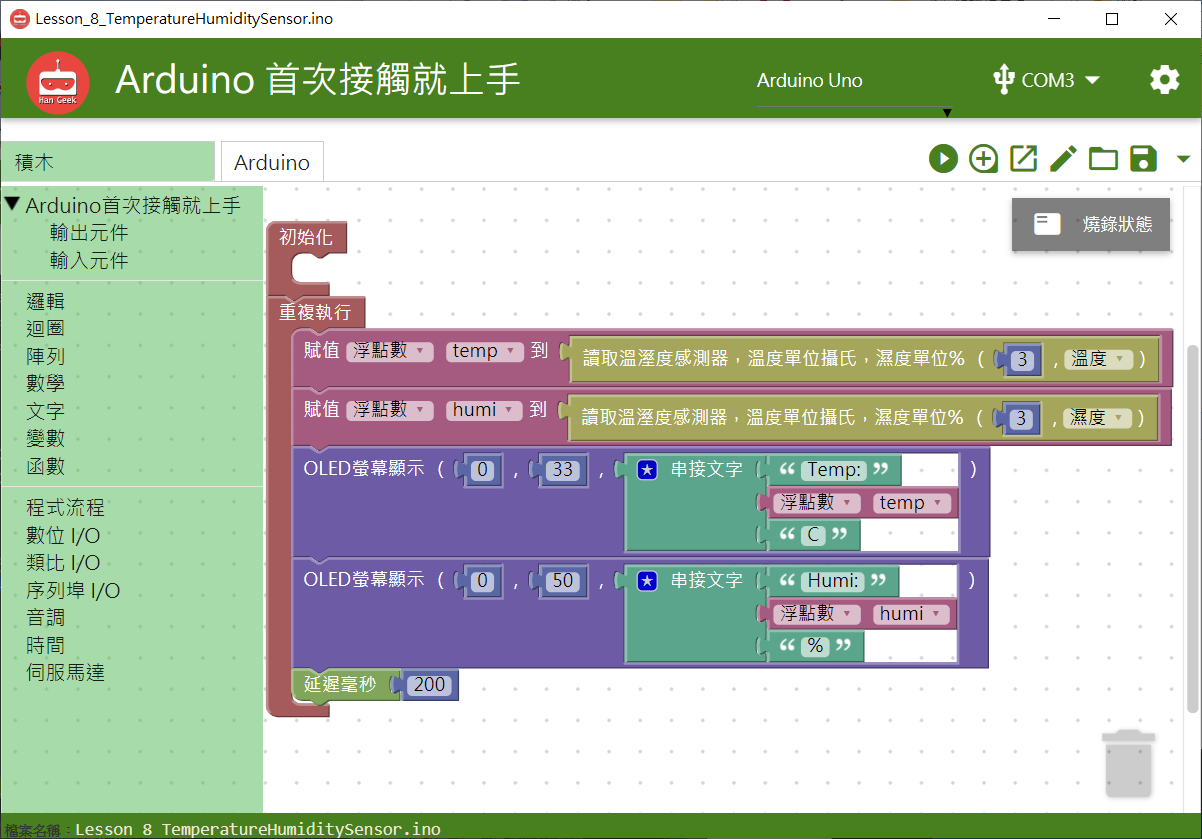 Lesson_8_TemperatureHumiditySensor.ino
Han Geek
Arduino 首次接觸就上手
Arduino Uno
COM3
積木
Arduino
Arduino首次接觸就上手
輸出元件
輸入元件
邏輯
迴圈
陣列
數學
文字
變數
函數
程式流程
數位 I/O
類比 I/O
序列埠 I/O
音調
時間
伺服馬達
燒錄狀態
初始化
重複執行
賦值 浮點數 temp 到 讀取溫溼度感測器，溫度單位攝氏，濕度單位% ( 3 , 溫度 )
賦值 浮點數 humi 到 讀取溫溼度感測器，溫度單位攝氏，濕度單位% ( 3 , 濕度 )
OLED螢幕顯示 ( 0 , 33 , 串接文字 “ Temp: ” )
浮點數 temp
“ C ”
OLED螢幕顯示 ( 0 , 50 , 串接文字 “ Humi: ” )
浮點數 humi
“ % ”
延遲毫秒 200
檔案名稱：Lesson_8_TemperatureHumiditySensor.ino